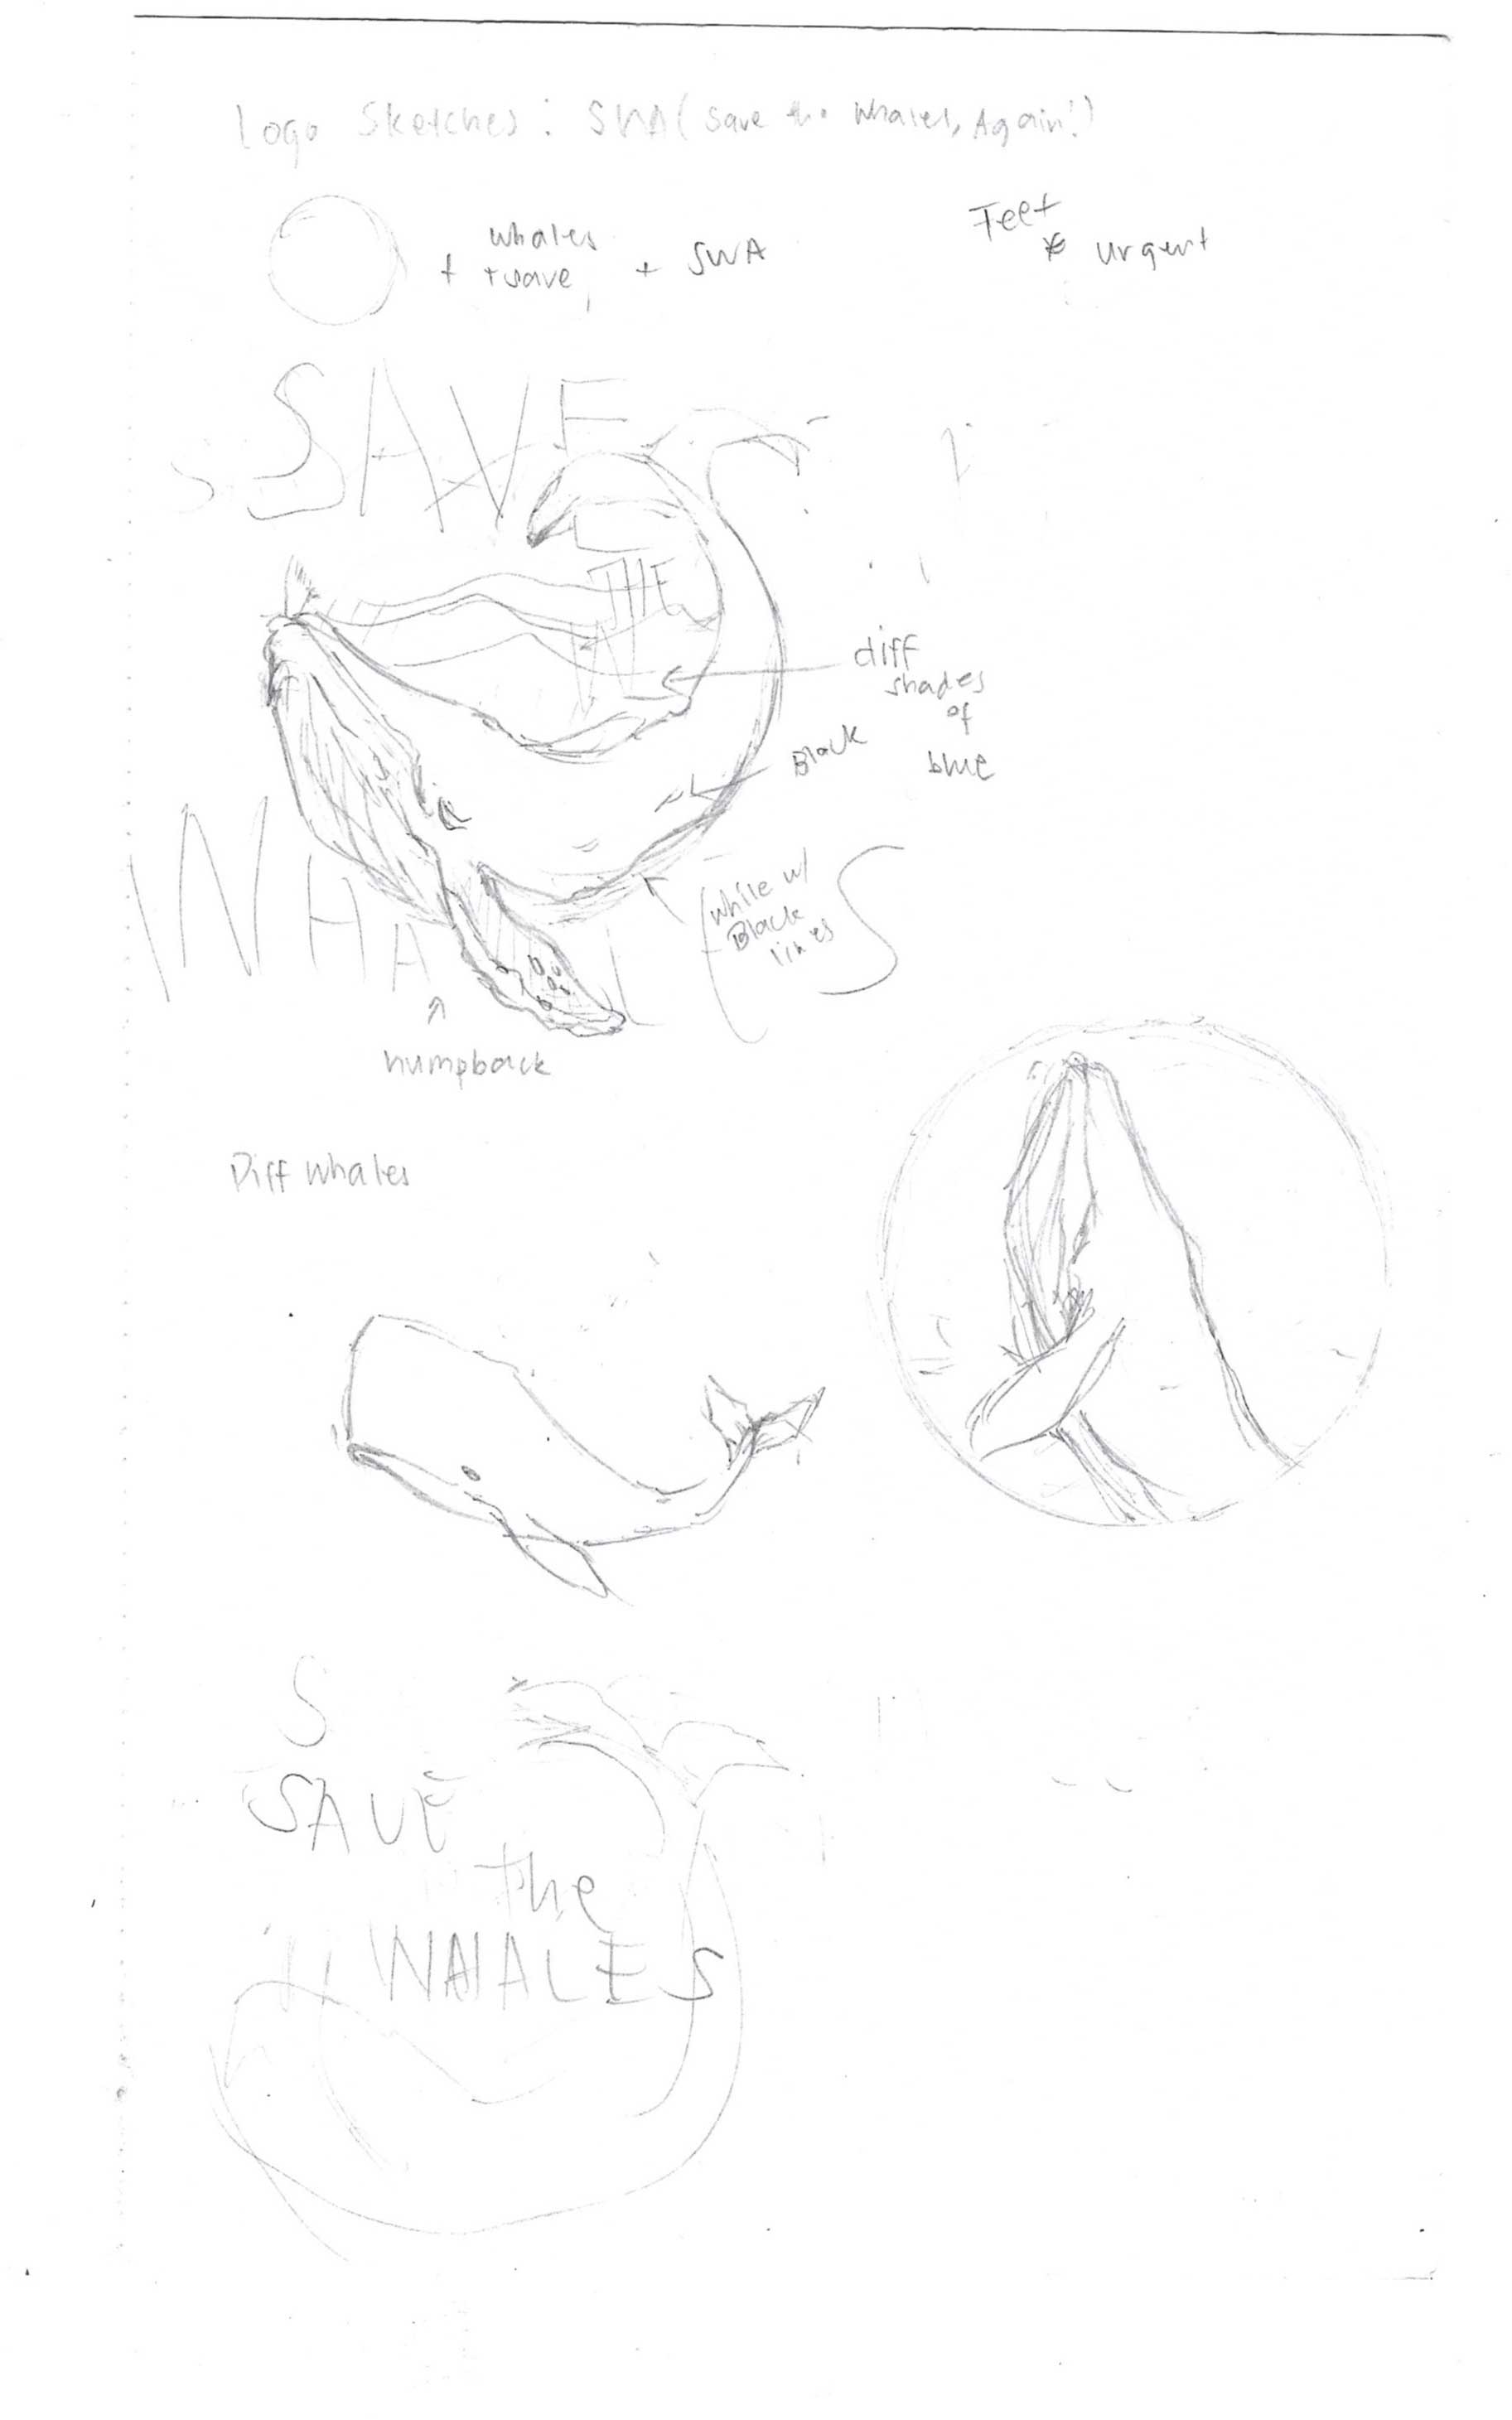 Logo Sketches: SWA (Save the Whales, Again!)
whales
+ + wave + SWA
Feet
* urgent
SAVE
THE
W
diff
shades
of
blue
Black
WHALES
(while w/
Black
lines
humpback
Diff whales
S
SAVE
the
WHALES